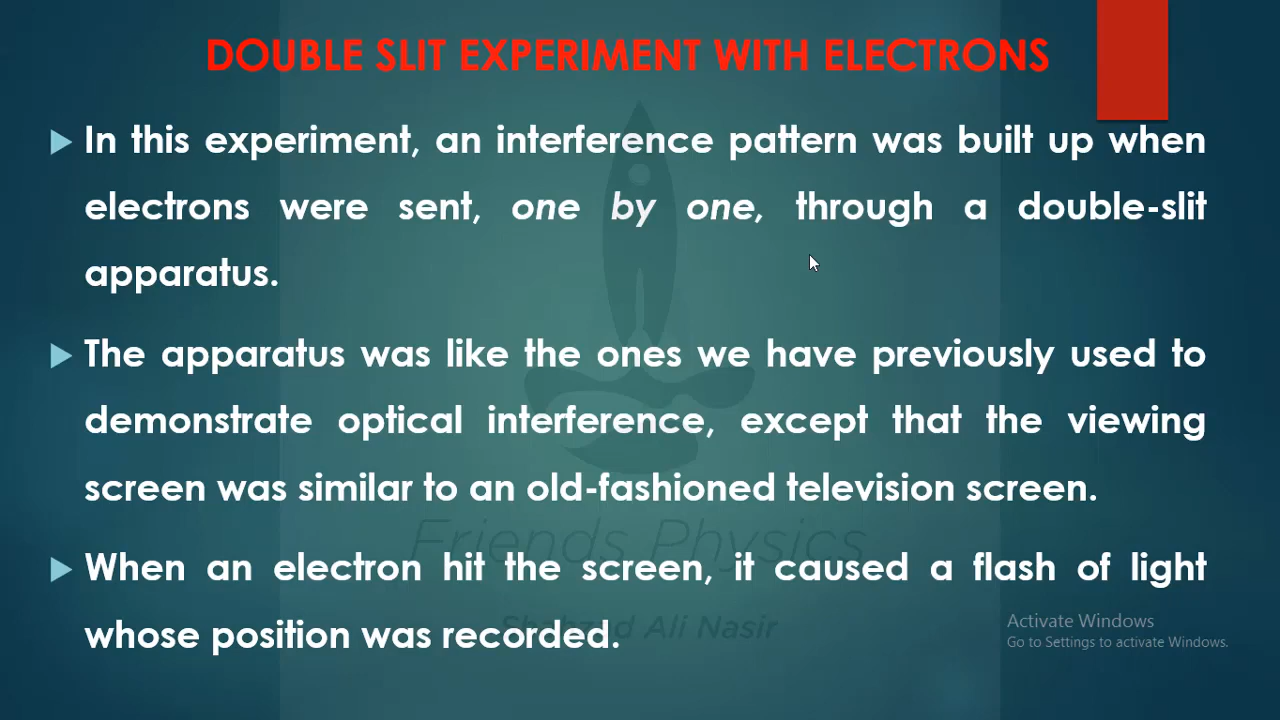 DOUBLE SLIT EXPERIMENT WITH ELECTRONS
In this experiment, an interference pattern was built up when
electrons were sent, one by one, through a double-slit
apparatus.
The apparatus was like the ones we have previously used to
demonstrate optical interference, except that the viewing
screen was similar to an old-fashioned television screen.
Friends Physics
When an electron hit the screen, it caused a flash of light
Shahzad Ali Nasir
whose position was recorded.
Activate Windows
Go to Settings to activate Windows.